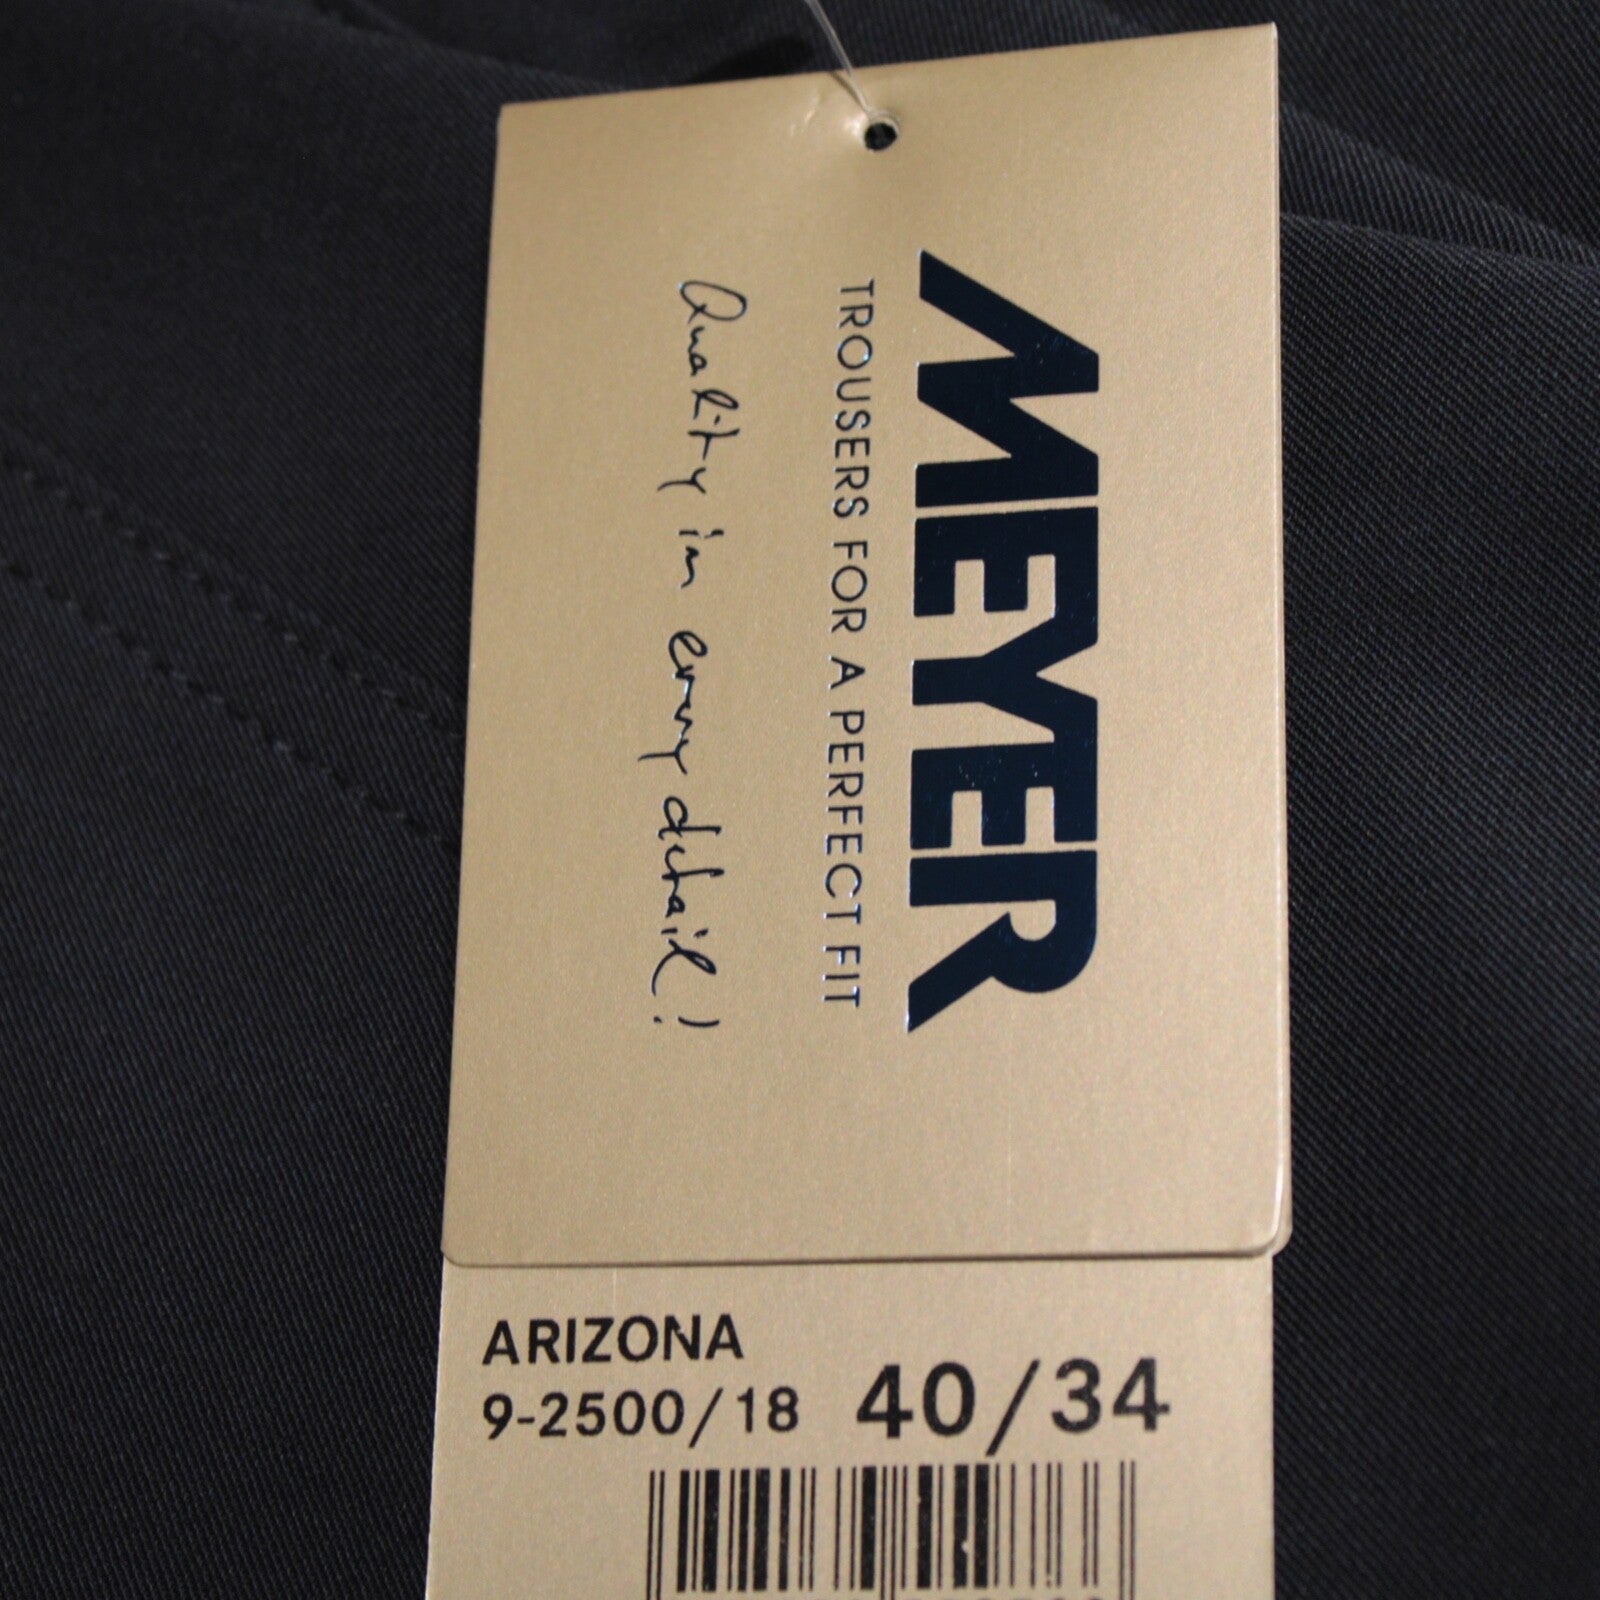 MEYER
TROUSERS FOR A PERFECT FIT
Quality in every detail!
ARIZONA
9-2500/18 40/34